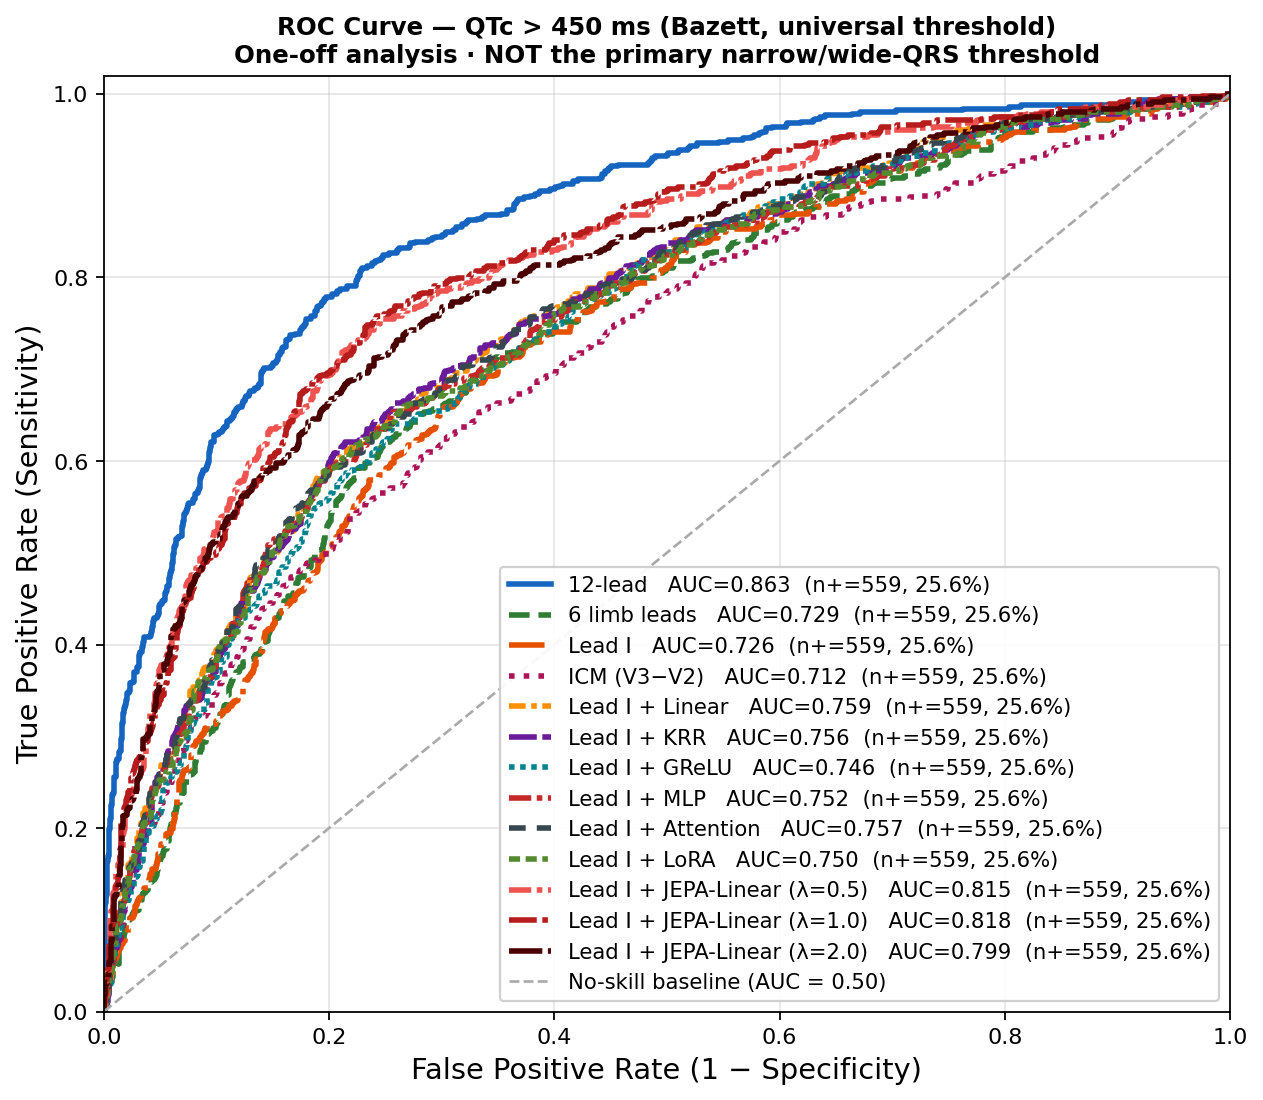 ROC Curve — QTc > 450 ms (Bazett, universal threshold)
One-off analysis · NOT the primary narrow/wide-QRS threshold
True Positive Rate (Sensitivity)
1.0
0.8
0.6
0.4
0.2
0.0
12-lead AUC=0.863 (n+=559, 25.6%)
6 limb leads AUC=0.729 (n+=559, 25.6%)
Lead I AUC=0.726 (n+=559, 25.6%)
ICM (V3−V2) AUC=0.712 (n+=559, 25.6%)
Lead I + Linear AUC=0.759 (n+=559, 25.6%)
Lead I + KRR AUC=0.756 (n+=559, 25.6%)
Lead I + GReLU AUC=0.746 (n+=559, 25.6%)
Lead I + MLP AUC=0.752 (n+=559, 25.6%)
Lead I + Attention AUC=0.757 (n+=559, 25.6%)
Lead I + LoRA AUC=0.750 (n+=559, 25.6%)
Lead I + JEPA-Linear (λ=0.5) AUC=0.815 (n+=559, 25.6%)
Lead I + JEPA-Linear (λ=1.0) AUC=0.818 (n+=559, 25.6%)
Lead I + JEPA-Linear (λ=2.0) AUC=0.799 (n+=559, 25.6%)
No-skill baseline (AUC = 0.50)
0.0 0.2 0.4 0.6 0.8 1.0
False Positive Rate (1 − Specificity)